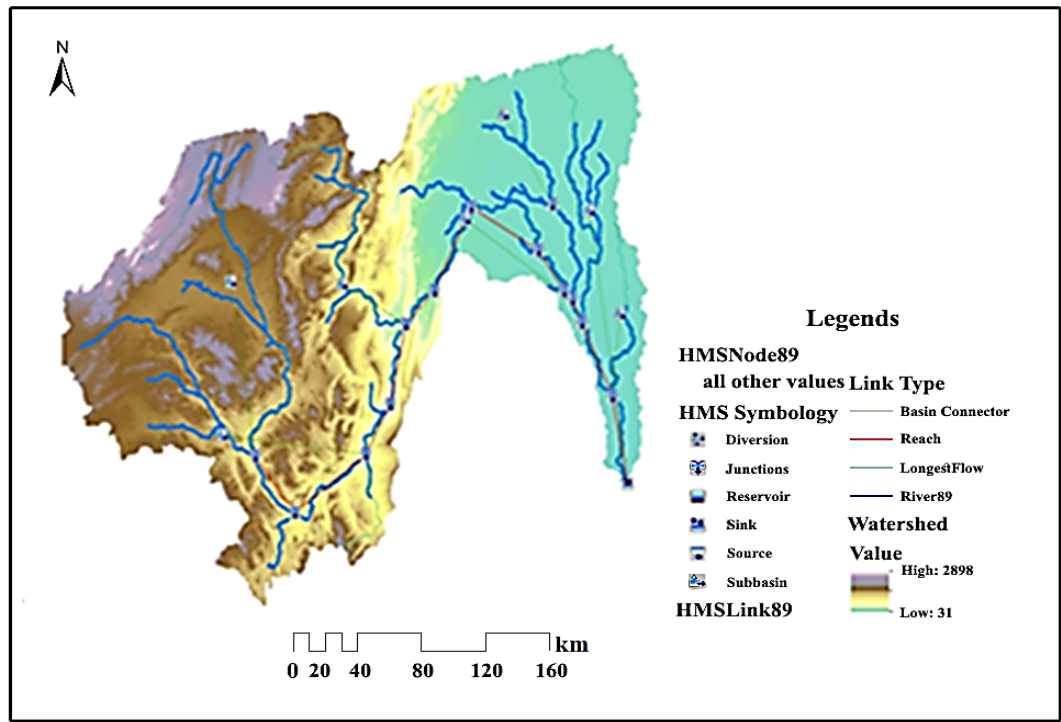 N
Legends
HMSNode89
all other values
HMS Symbology
Diversion
Junctions
Reservoir
Sink
Source
Subbasin
HMSLink89
Link Type
Basin Connector
Reach
LongestFlow
River89
Watershed
Value
High: 2898
Low: 31
km
0 20 40 80 120 160